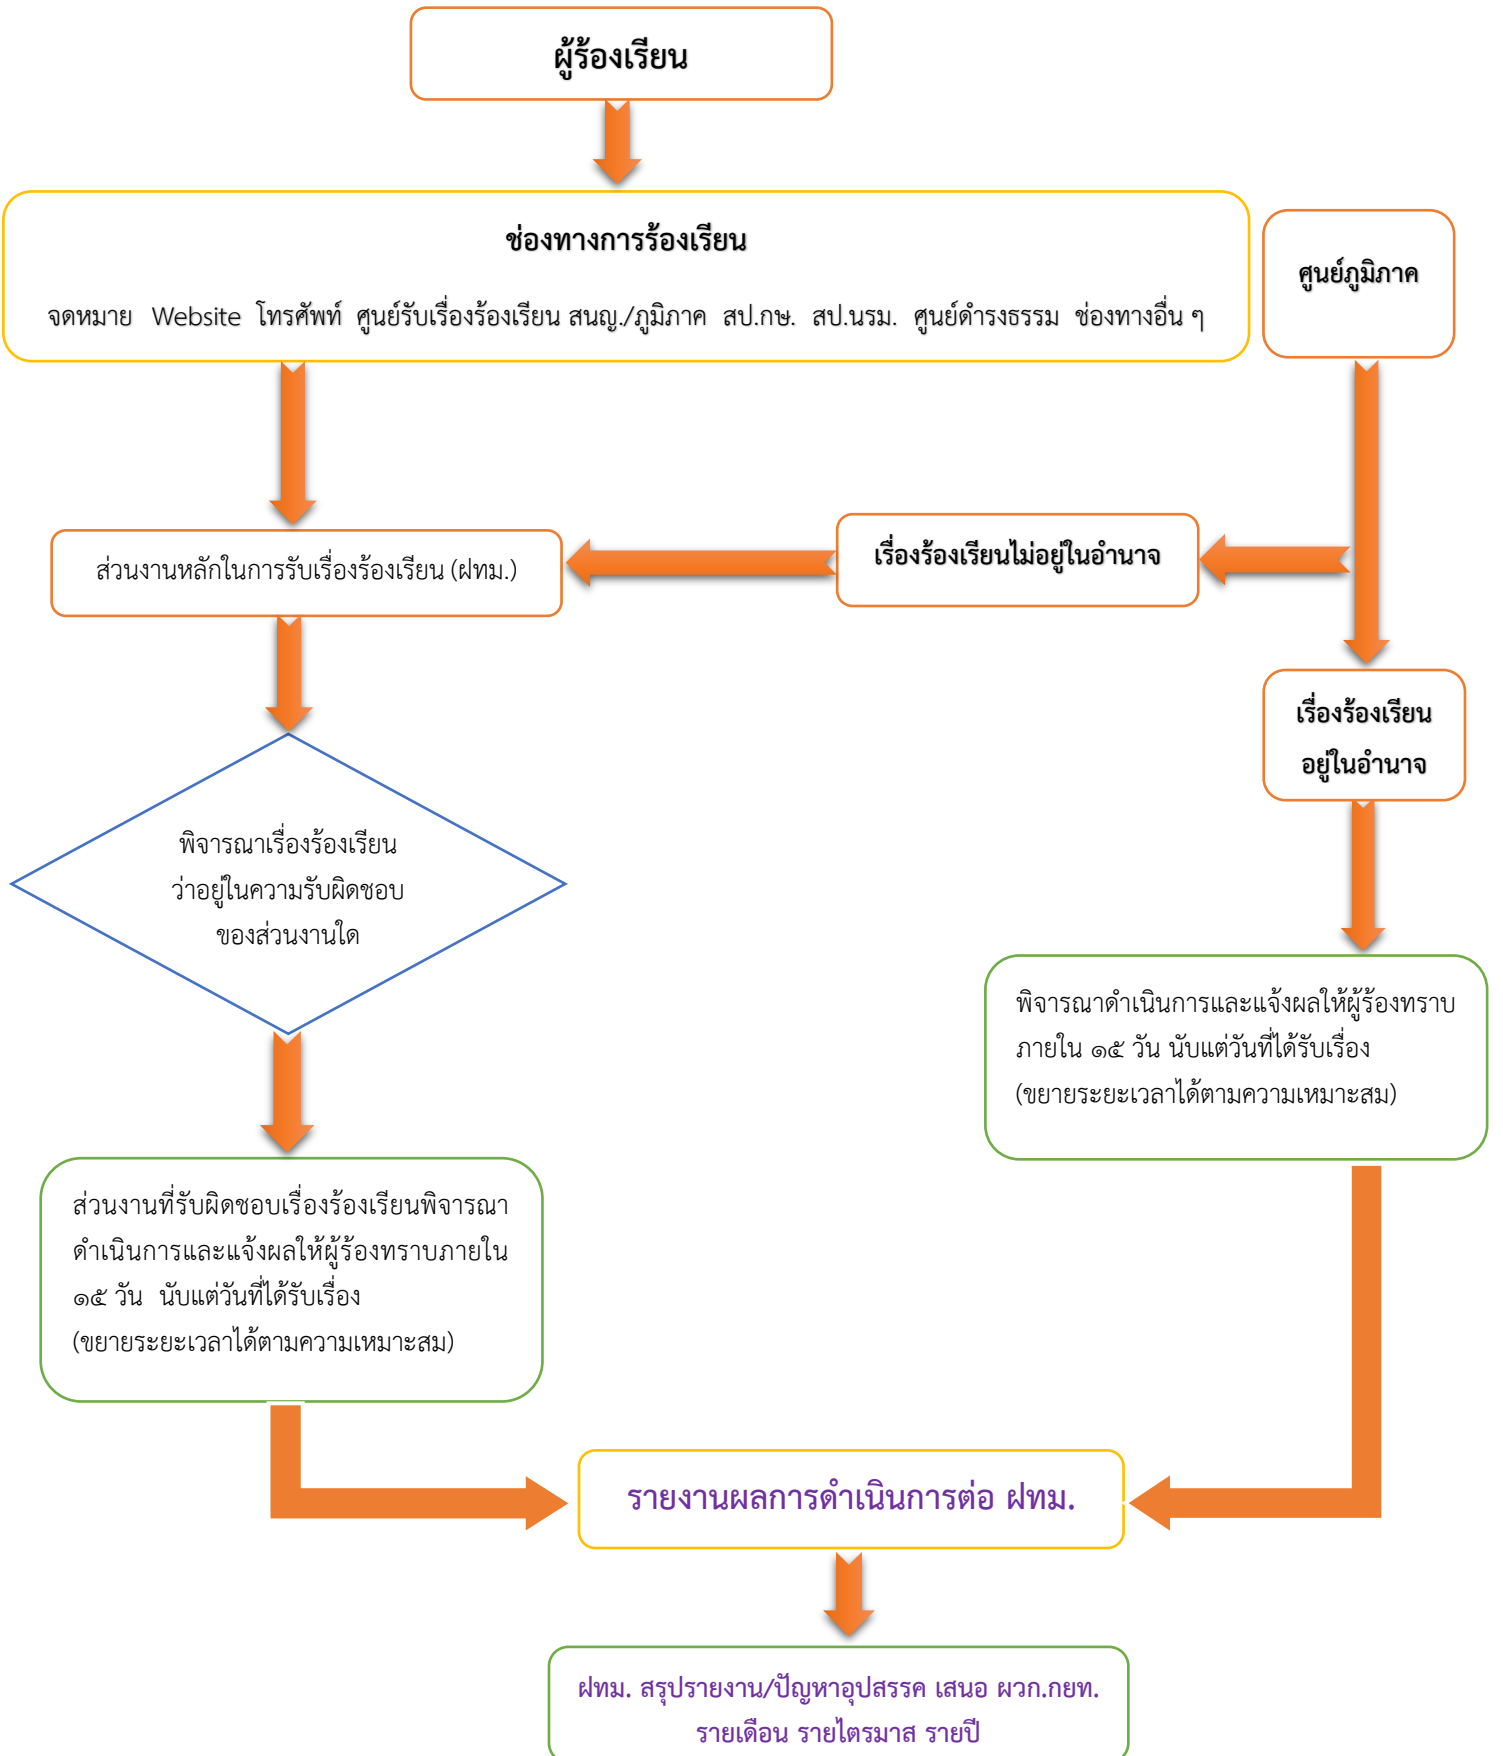 ผู้ร้องเรียน
ช่องทางการร้องเรียน
จดหมาย Website โทรศัพท์ ศูนย์รับเรื่องร้องเรียน สนญ./ภูมิภาค สป.กษ. สป.นรม. ศูนย์ดำรงธรรม ช่องทางอื่น ๆ
ศูนย์ภูมิภาค
ส่วนงานหลักในการรับเรื่องร้องเรียน (ฝทม.)
เรื่องร้องเรียนไม่อยู่ในอำนาจ
เรื่องร้องเรียน
อยู่ในอำนาจ
พิจารณาเรื่องร้องเรียน
ว่าอยู่ในความรับผิดชอบ
ของส่วนงานใด
พิจารณาดำเนินการและแจ้งผลให้ผู้ร้องทราบ
ภายใน ๑๕ วัน นับแต่วันที่ได้รับเรื่อง
(ขยายระยะเวลาได้ตามความเหมาะสม)
ส่วนงานที่รับผิดชอบเรื่องร้องเรียนพิจารณา
ดำเนินการและแจ้งผลให้ผู้ร้องทราบภายใน
๑๕ วัน นับแต่วันที่ได้รับเรื่อง
(ขยายระยะเวลาได้ตามความเหมาะสม)
รายงานผลการดำเนินการต่อ ฝทม.
ฝทม. สรุปรายงาน/ปัญหาอุปสรรค เสนอ ผวก.กยท.
รายเดือน รายไตรมาส รายปี